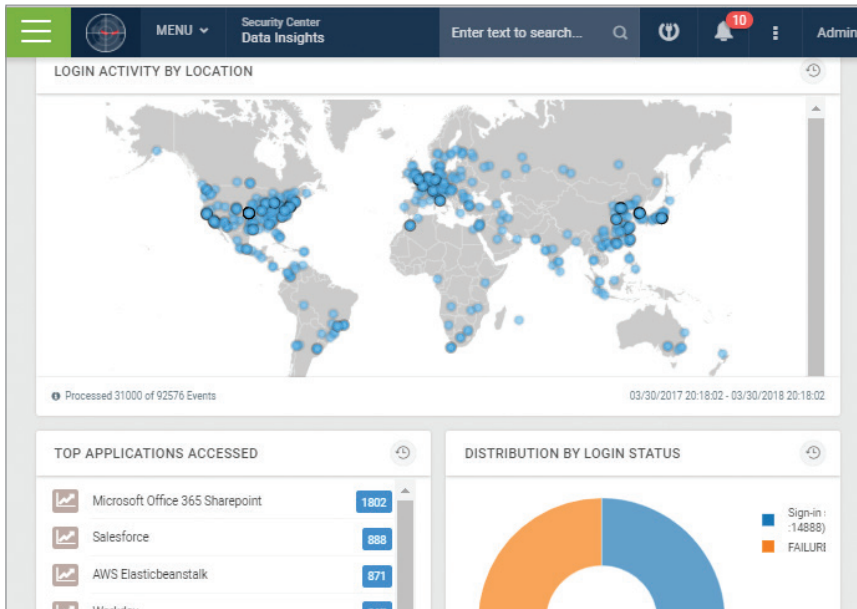 MENU
Security Center
Data Insights
Enter text to search...
10
Admin
LOGIN ACTIVITY BY LOCATION
Processed 31000 of 92576 Events
03/30/2017 20:18:02 - 03/30/2018 20:18:02
TOP APPLICATIONS ACCESSED
Microsoft Office 365 Sharepoint 1802
Salesforce 888
AWS Elasticbeanstalk 871
DISTRIBUTION BY LOGIN STATUS
Sign-in
:14888)
FAILURE